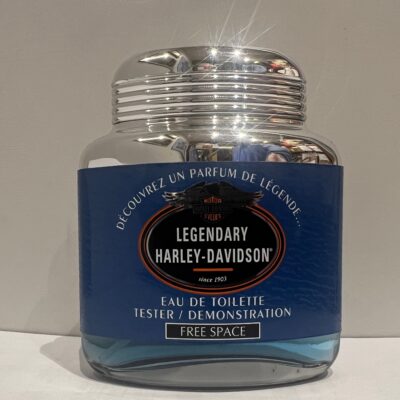 DÉCOUVREZ UN PARFUM DE LÉGENDE...
LEGENDARY
HARLEY-DAVIDSON®
since 1903
EAU DE TOILETTE
TESTER / DEMONSTRATION
FREE SPACE